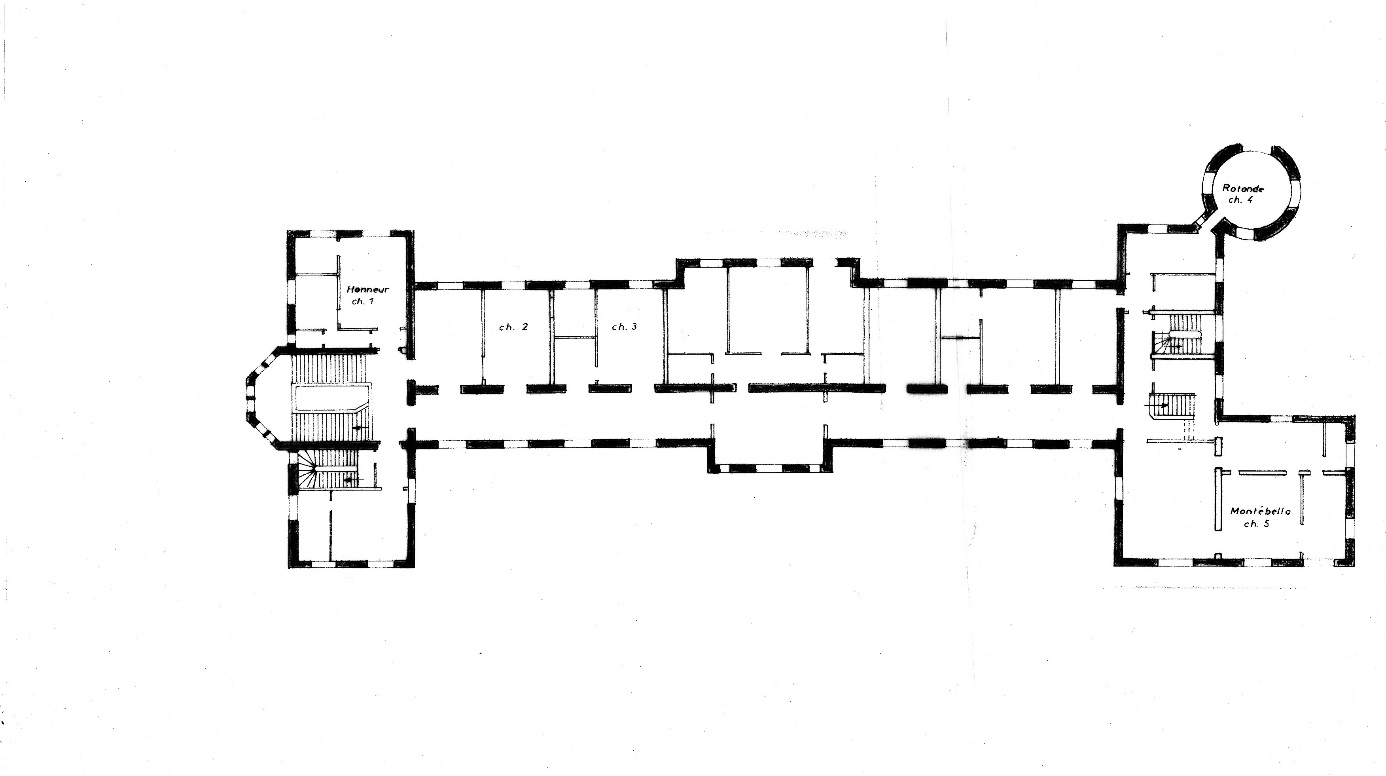 Rotonde
ch. 4
Honneur
ch. 1
ch. 2
ch. 3
Montébello
ch. 5